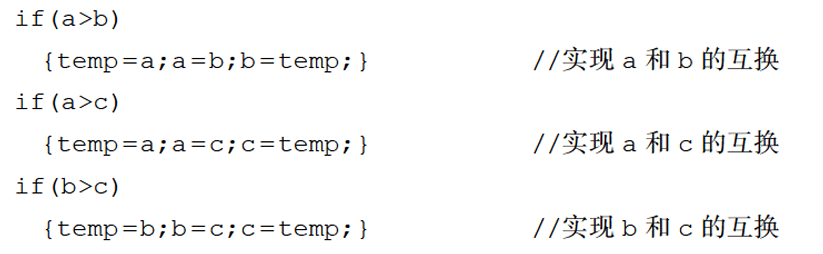 if(a>b)
{temp=a;a=b;b=temp;} //实现 a 和 b 的互换
if(a>c)
{temp=a;a=c;c=temp;} //实现 a 和 c 的互换
if(b>c)
{temp=b;b=c;c=temp;} //实现 b 和 c 的互换